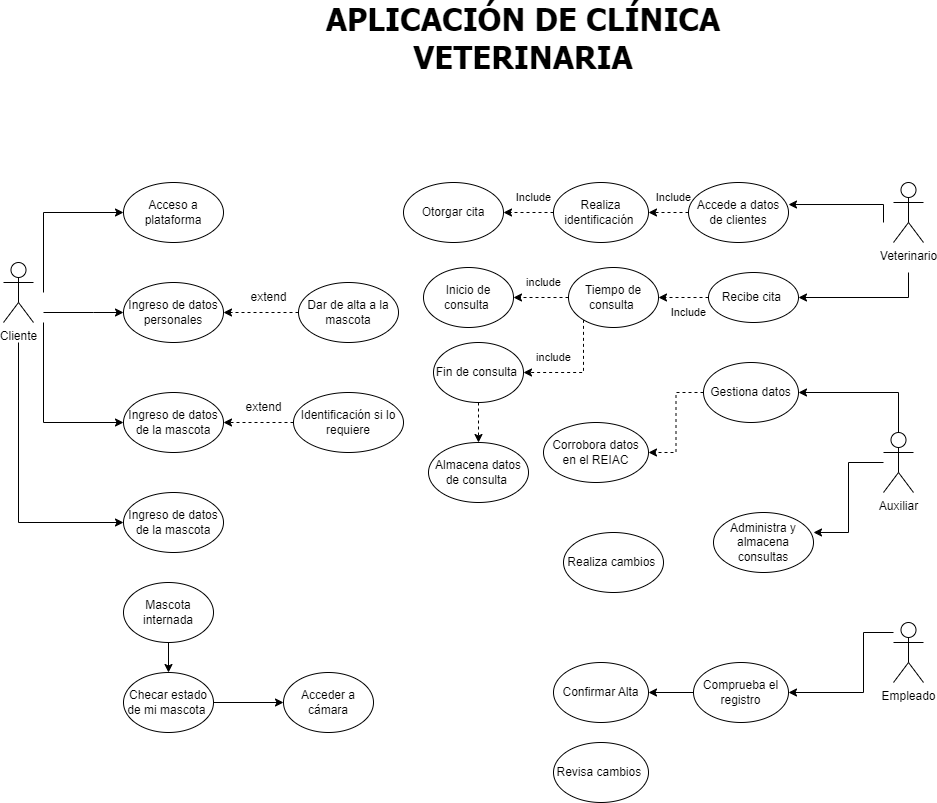 APLICACIÓN DE CLÍNICA
VETERINARIA
Acceso a
plataforma
Otorgar cita
Include
Realiza
identificación
Include
Accede a datos
de clientes
Veterinario
Cliente
Ingreso de datos
personales
extend
Dar de alta a la
mascota
Inicio de
consulta
include
Tiempo de
consulta
Include
Recibe cita
Fin de consulta
include
Ingreso de datos
de la mascota
extend
Identificación si lo
requiere
Gestiona datos
Corrobora datos
en el REIAC
Almacena datos
de consulta
Auxiliar
Ingreso de datos
de la mascota
Administra y
almacena
consultas
Realiza cambios
Mascota
internada
Checar estado
de mi mascota
Acceder a
cámara
Confirmar Alta
Comprueba el
registro
Empleado
Revisa cambios